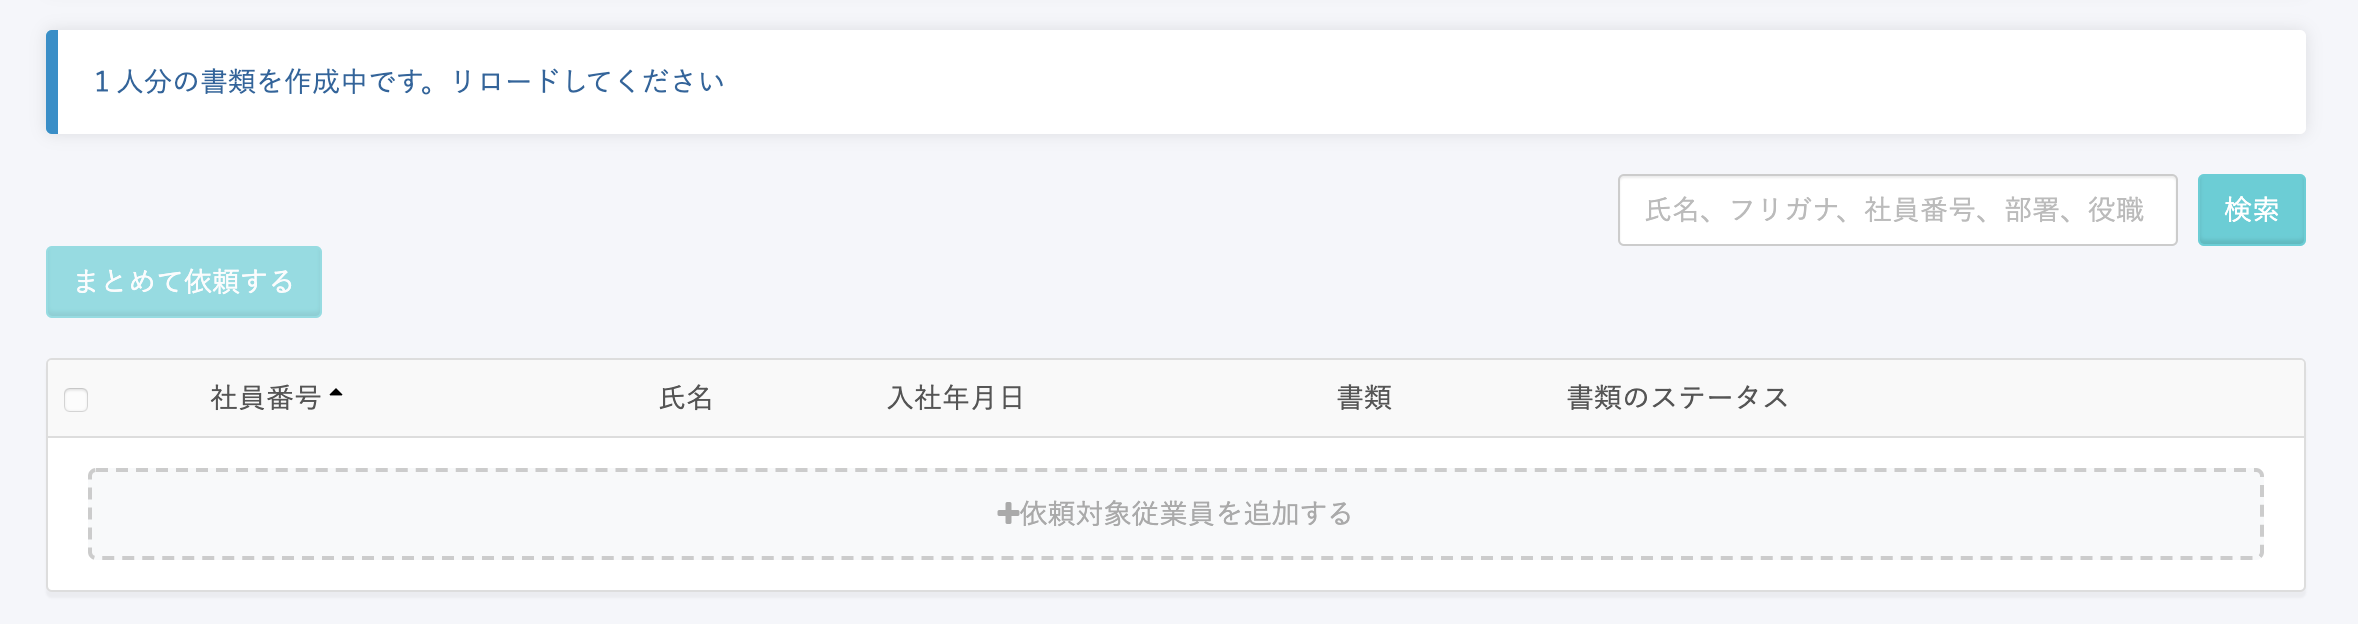 1 人分の書類を作成中です。リロードしてください
氏名、フリガナ、社員番号、部署、役職
検索
まとめて依頼する
社員番号 氏名 入社年月日 書類 書類のステータス
+依頼対象従業員を追加する